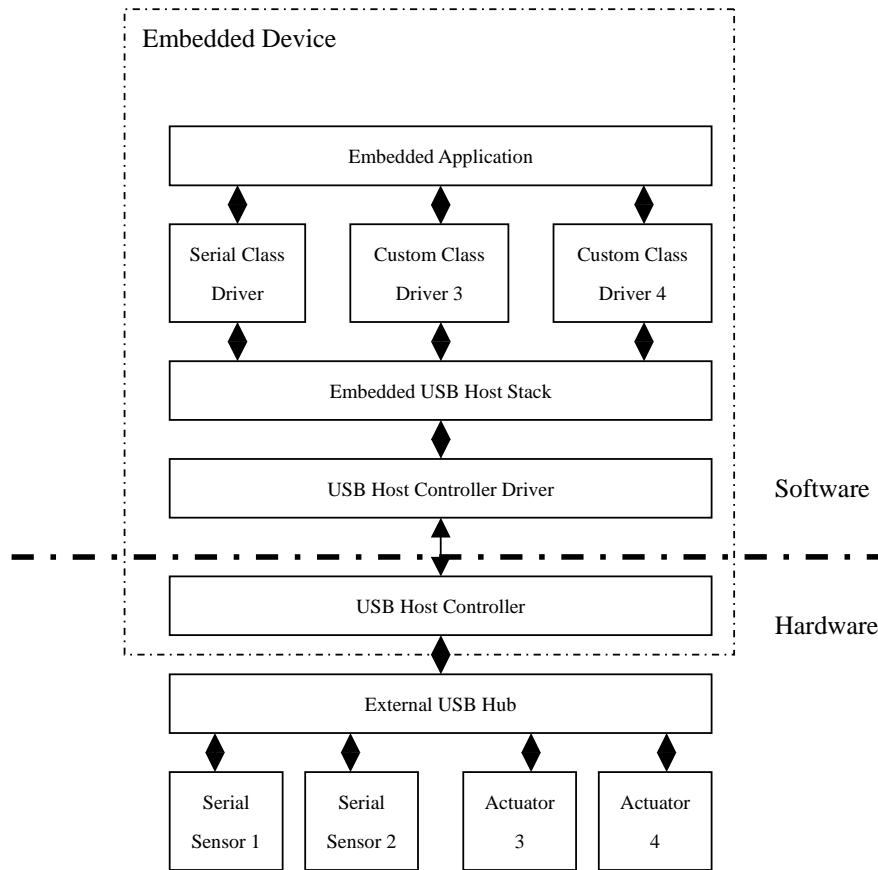 Embedded Device
Embedded Application
Serial Class
Driver
Custom Class
Driver 3
Custom Class
Driver 4
Embedded USB Host Stack
USB Host Controller Driver
Software
USB Host Controller
Hardware
External USB Hub
Serial
Sensor 1
Serial
Sensor 2
Actuator
3
Actuator
4